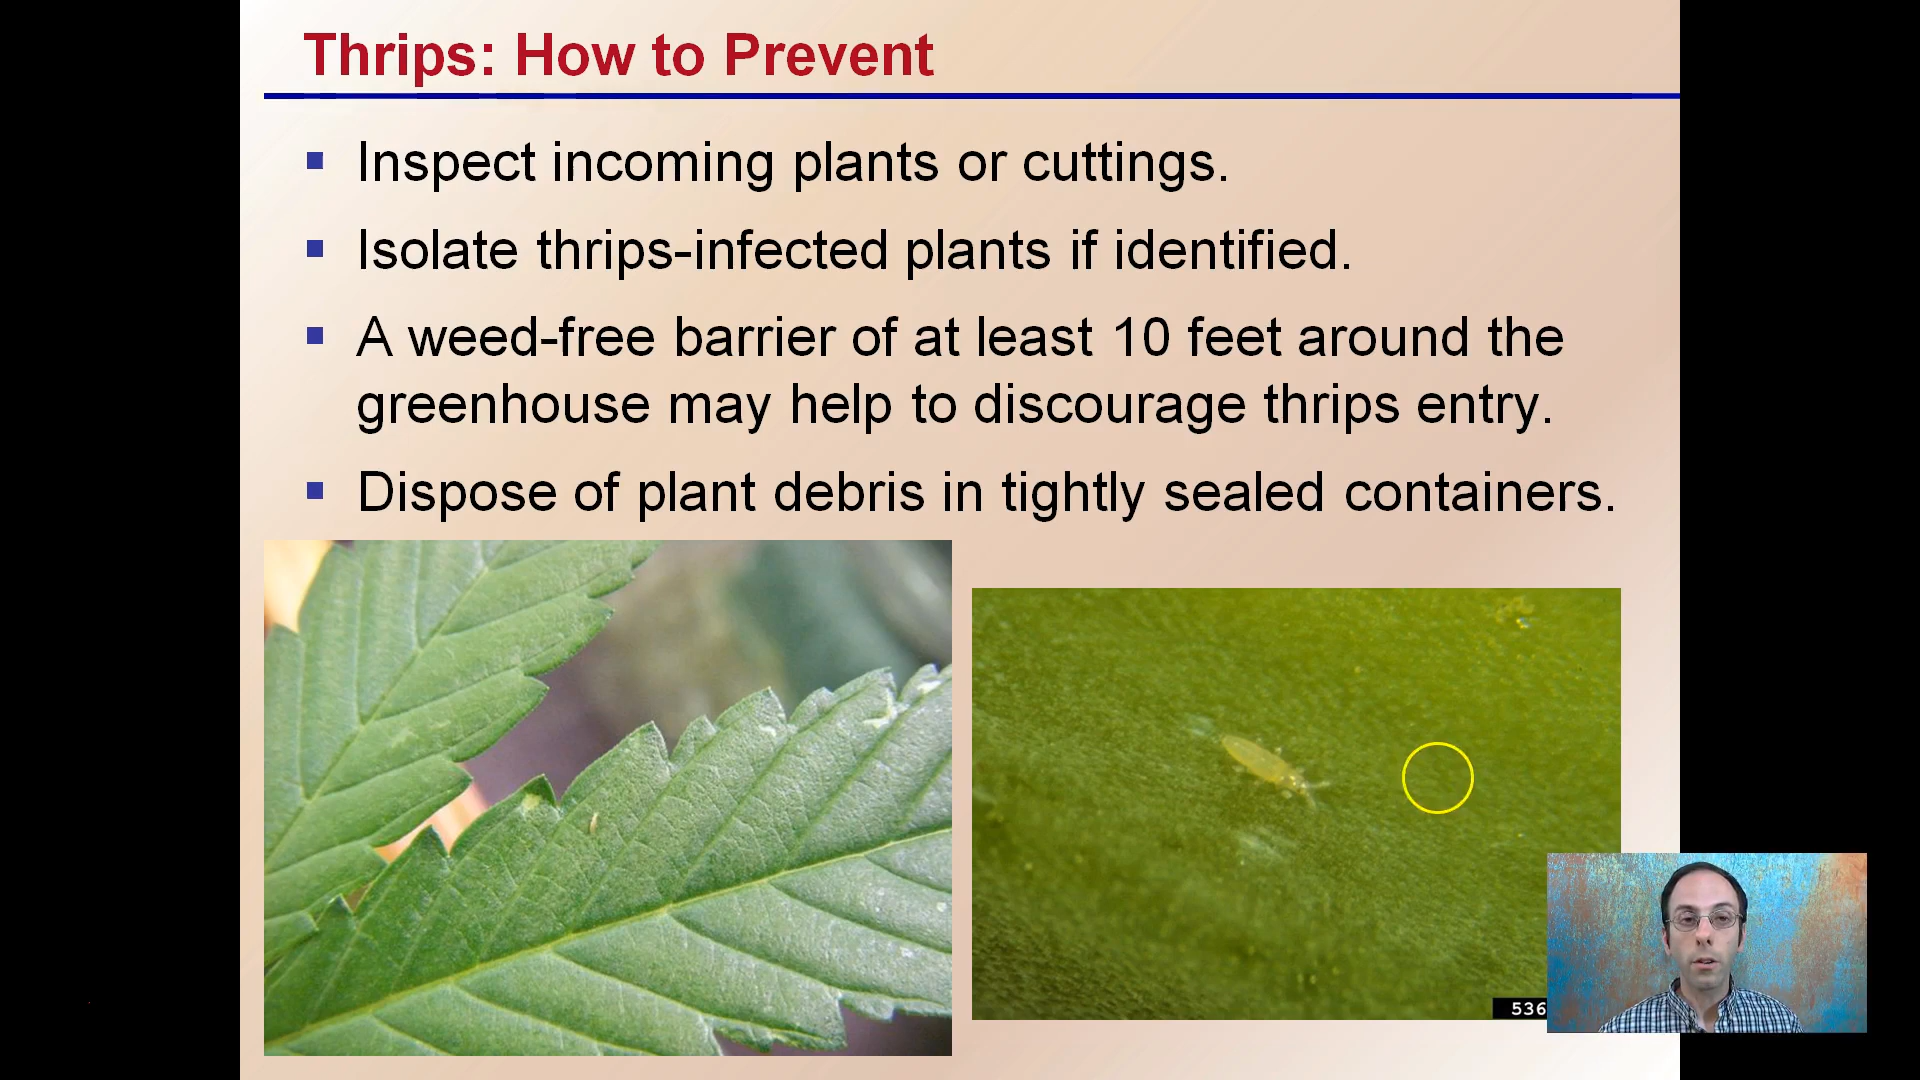 Thrips: How to Prevent
Inspect incoming plants or cuttings.
Isolate thrips-infected plants if identified.
A weed-free barrier of at least 10 feet around the
greenhouse may help to discourage thrips entry.
Dispose of plant debris in tightly sealed containers.
536